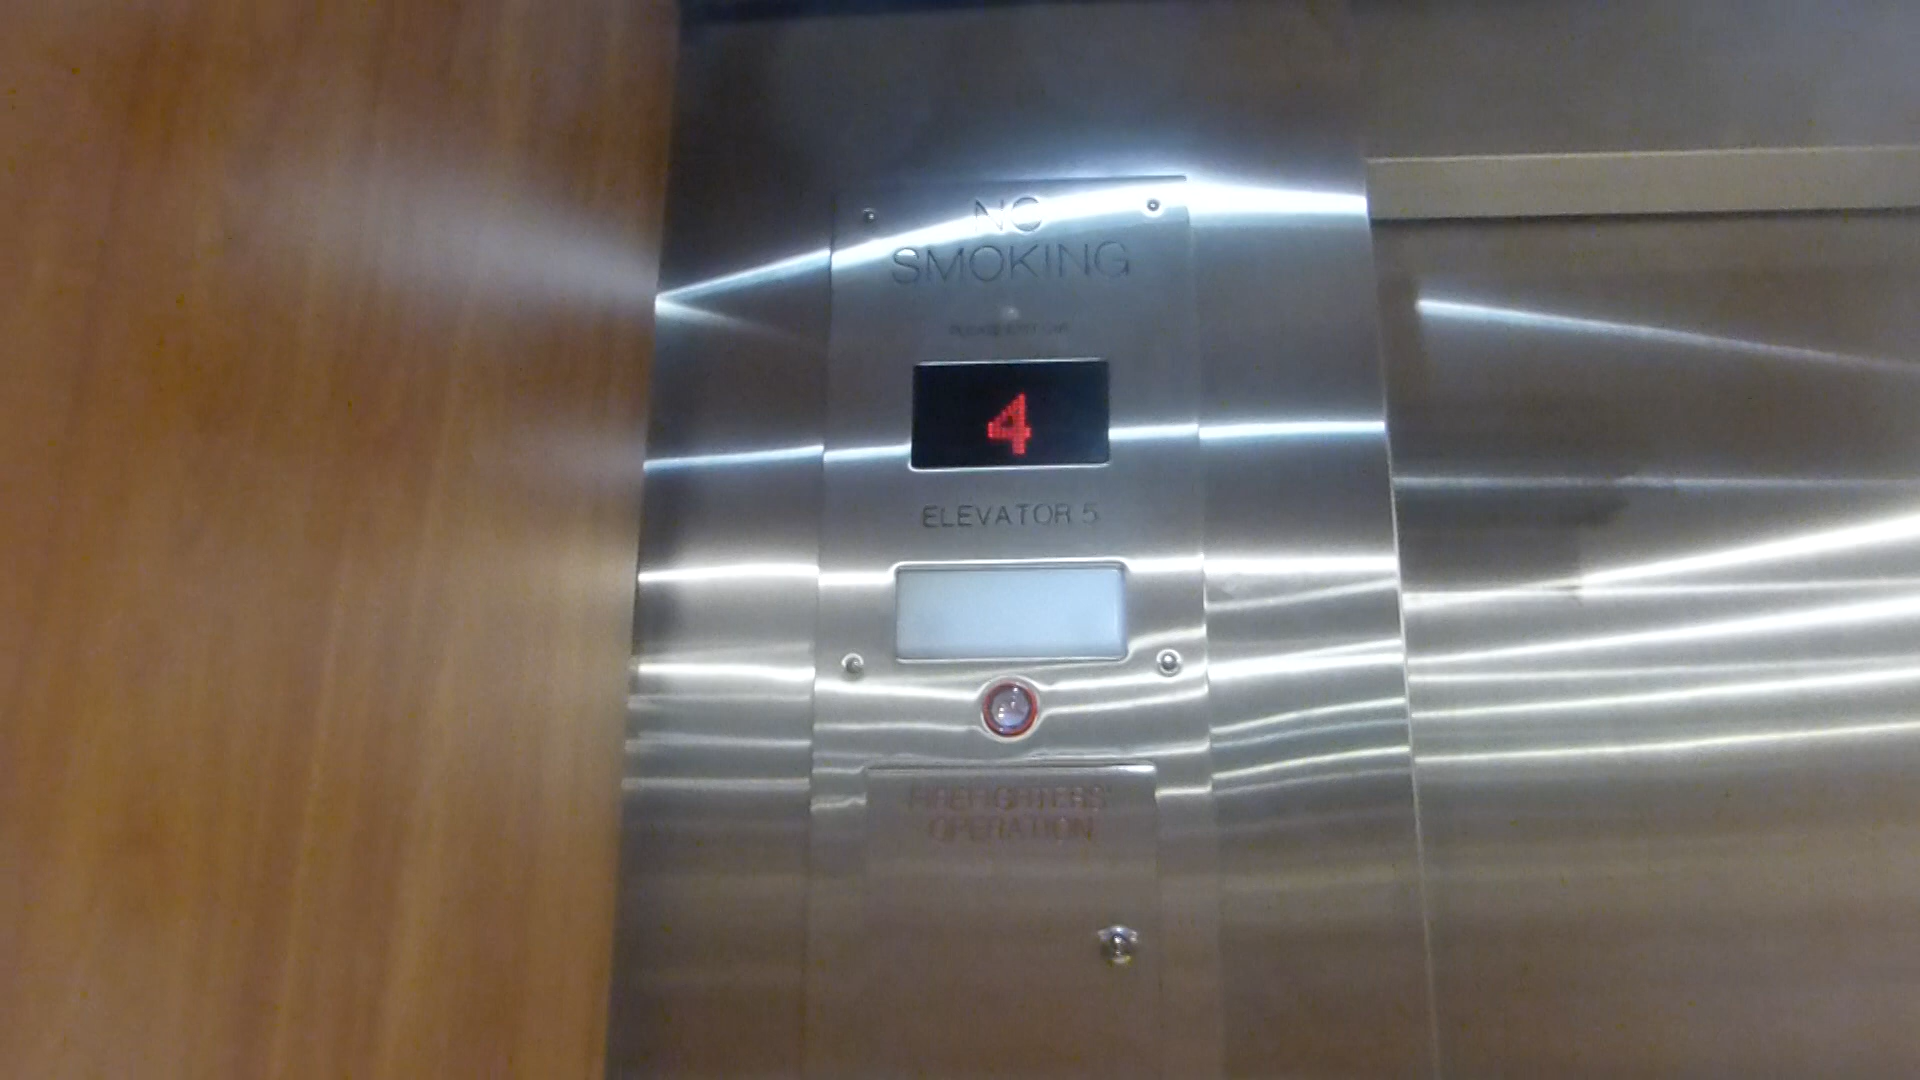 NO
SMOKING
4
ELEVATOR 5
FIREFIGHTERS'
OPERATION